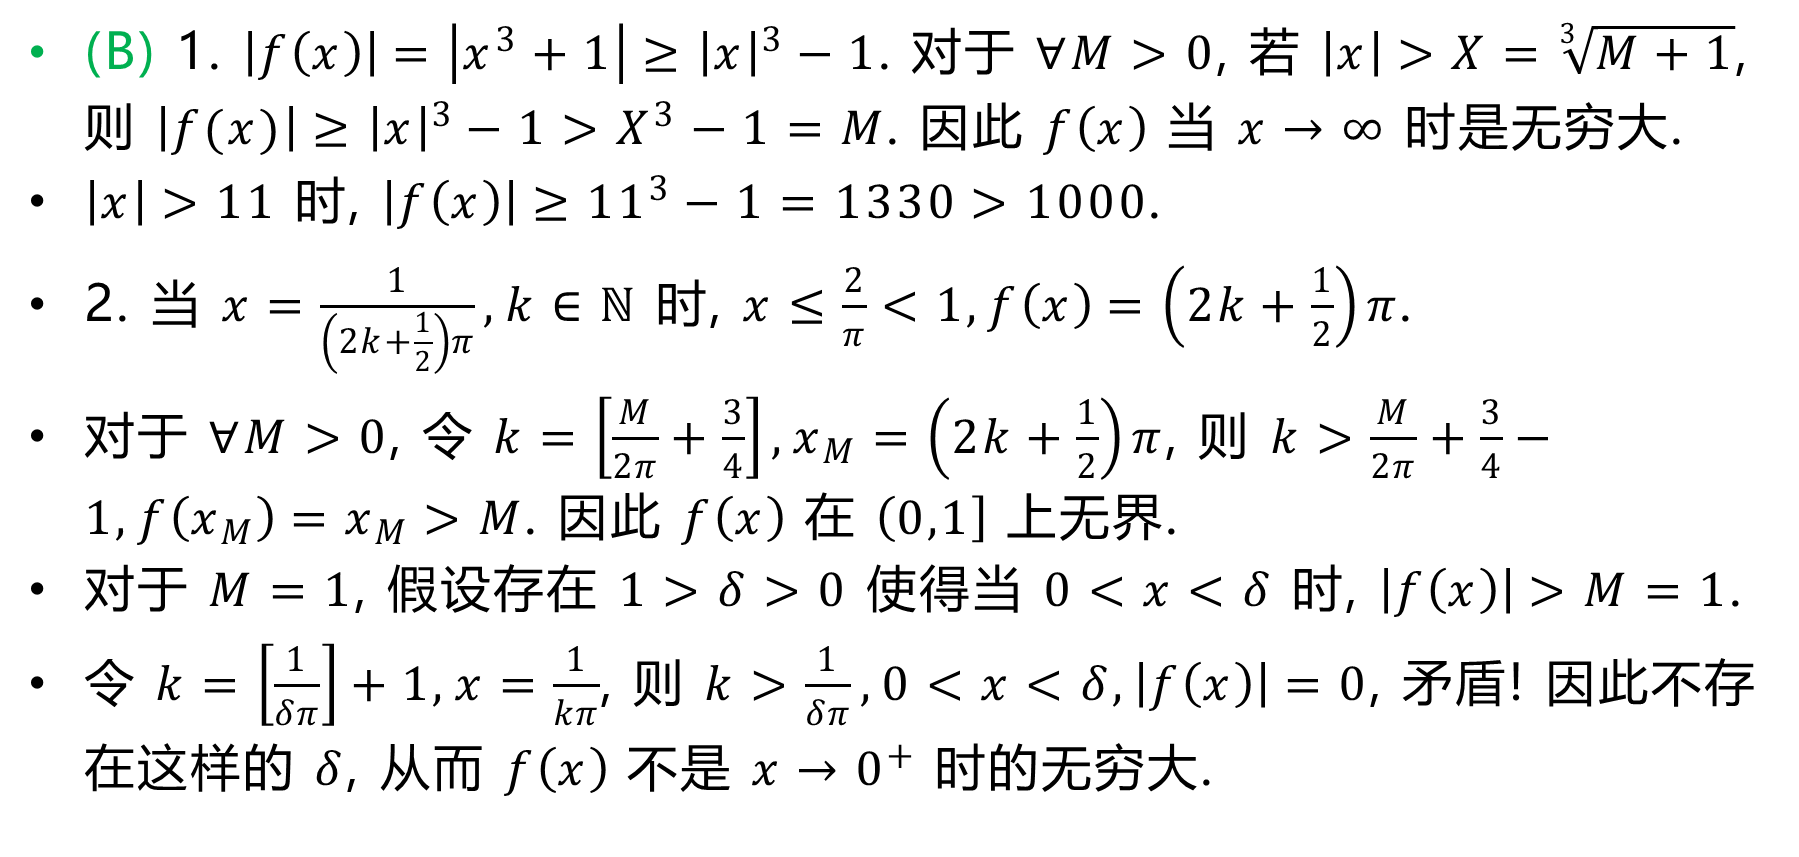 • (B) 1. |f(x)| = |x³ + 1| ≥ |x|³ − 1. 对于 ∀M > 0, 若 |x| > X = ∛(M + 1),
则 |f(x)| ≥ |x|³ − 1 > X³ − 1 = M. 因此 f(x) 当 x → ∞ 时是无穷大.
• |x| > 11 时, |f(x)| ≥ 11³ − 1 = 1330 > 1000.
• 2. 当 x = 1/((2k+1/2)π), k ∈ ℕ 时, x ≤ 2/π < 1, f(x) = (2k + 1/2)π.
• 对于 ∀M > 0, 令 k = [M/2π + 3/4], x_M = (2k + 1/2)π, 则 k > M/2π + 3/4 −
1, f(x_M) = x_M > M. 因此 f(x) 在 (0,1] 上无界.
• 对于 M = 1, 假设存在 1 > δ > 0 使得当 0 < x < δ 时, |f(x)| > M = 1.
• 令 k = [1/δπ] + 1, x = 1/kπ, 则 k > 1/δπ, 0 < x < δ, |f(x)| = 0, 矛盾! 因此不存
在这样的 δ, 从而 f(x) 不是 x → 0⁺ 时的无穷大.